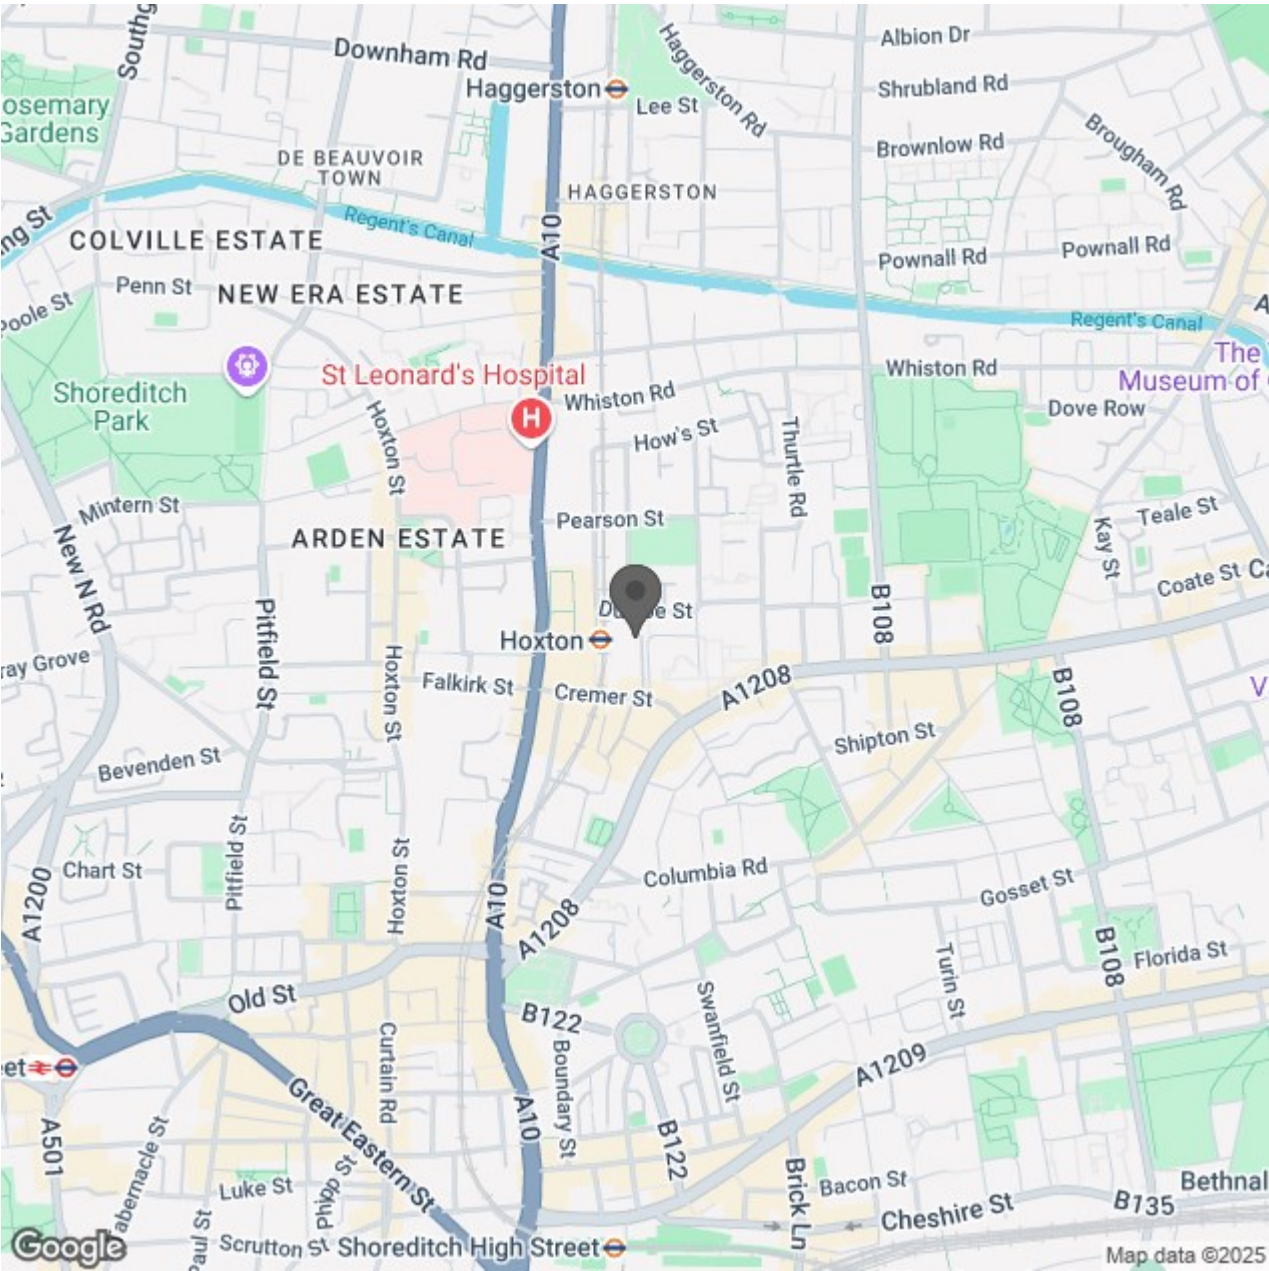 Southg
Downham Rd
Albion Dr
Haggerston
Haggerston Rd
Lee St
Shrubland Rd
osemary
Gardens
Brownlow Rd
Brougham Rd
DE BEAUVOIR
TOWN
HAGGERSTON
A10
Regent's Canal
ng St
COLVILLE ESTATE
Pownall Rd
Pownall Rd
Penn St
NEW ERA ESTATE
Poole St
A
Regent's Canal
The
Museum of
St Leonard's Hospital
H
Whiston Rd
Whiston Rd
Shoreditch
Park
Hoxton St
How's St
Thurtle Rd
Dove Row
Mintern St
Pearson St
Teale St
Kay St
New N Rd
ARDEN ESTATE
Coate St
Ca
Pitfield St
B108
Hoxton
ray Grove
Hoxton St
Falkirk St
Cremer St
A1208
B108
V
Shipton St
Bevenden St
Pitfield St
Chart St
Hoxton St
Columbia Rd
Gosset St
A1200
A10
A1208
B108
Florida St
Turin St
Old St
B122
Swanfield St
Boundary St
Curtain Rd
eet
A1209
Great Eastern St
A10
A501
abernacle St
B122
Brick Ln
Bacon St
Bethnal
Luke St
Phipp St
Cheshire St
B135
Paul St
Scrutton St
Shoreditch High Street
Google
Map data ©2025